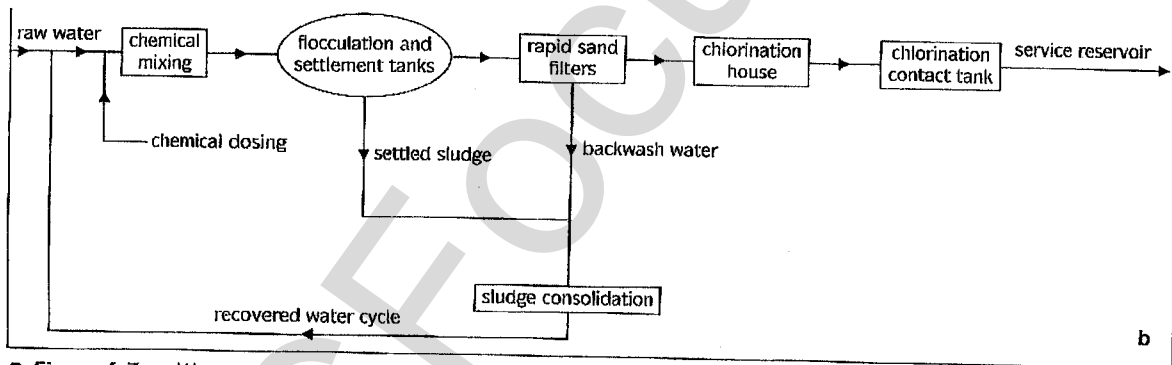 raw water
chemical
mixing
flocculation and
settlement tanks
rapid sand
filters
chlorination
house
chlorination
contact tank
service reservoir
chemical dosing
settled sludge
backwash water
sludge consolidation
recovered water cycle
b